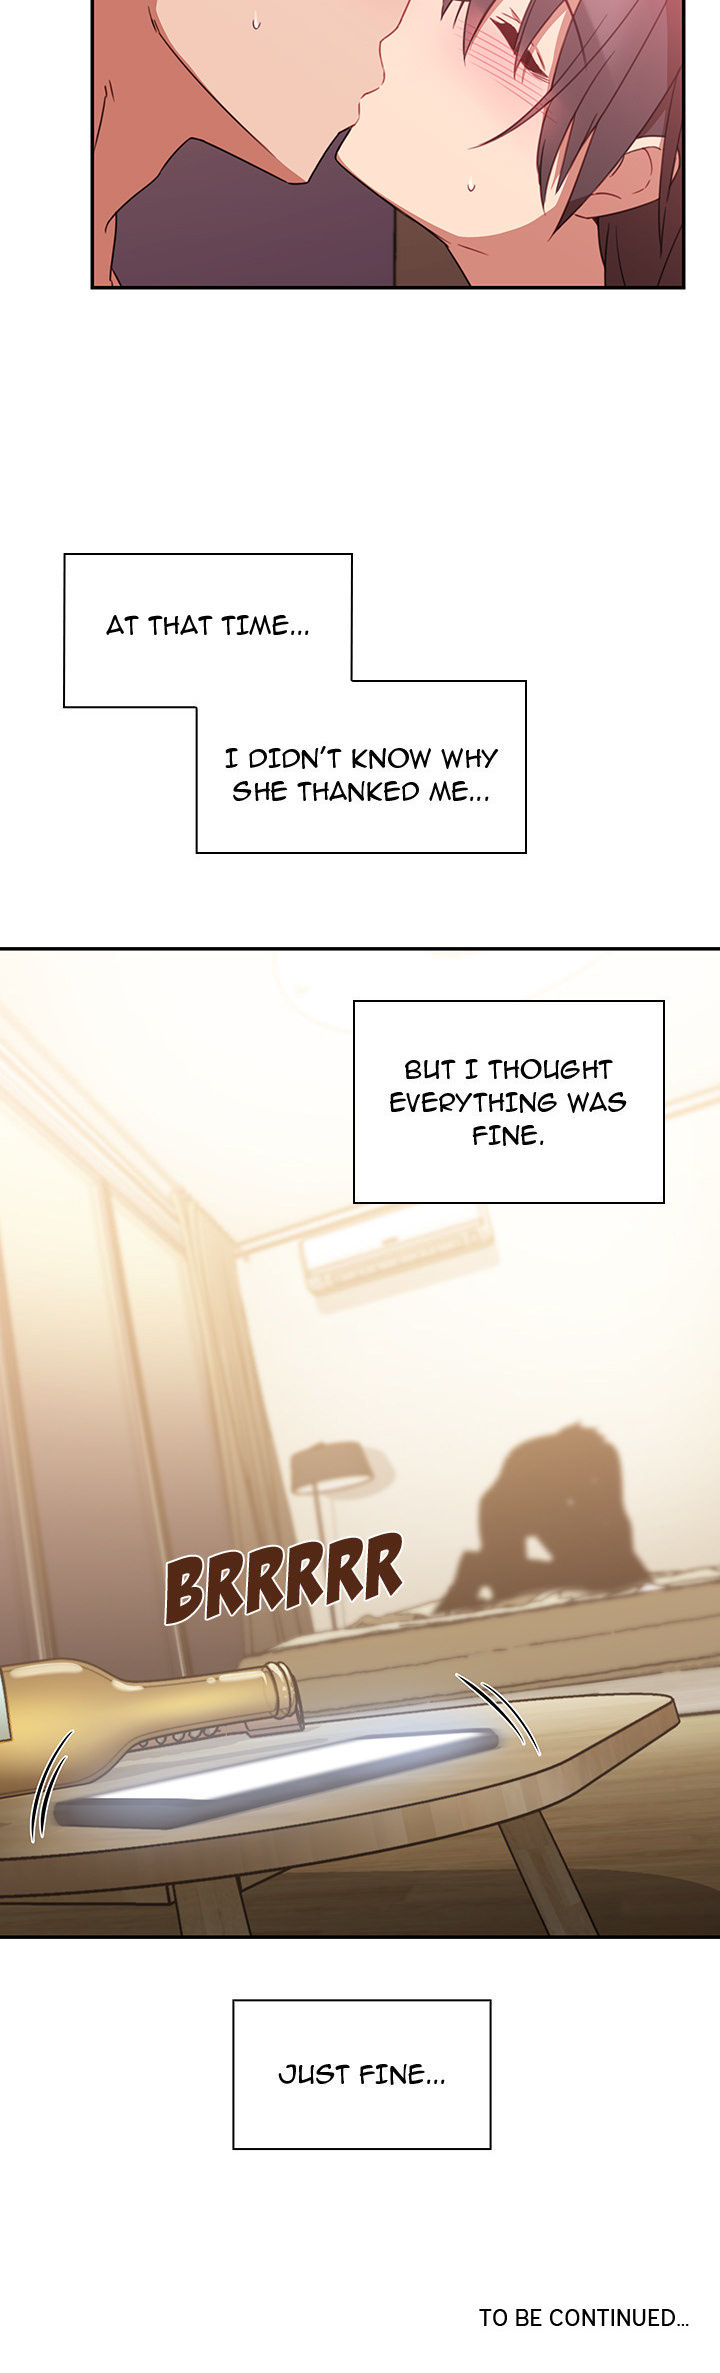 AT THAT TIME...
I DIDN'T KNOW WHY
SHE THANKED ME...
BUT I THOUGHT
EVERYTHING WAS
FINE.
BRRRRR
JUST FINE...
TO BE CONTINUED...